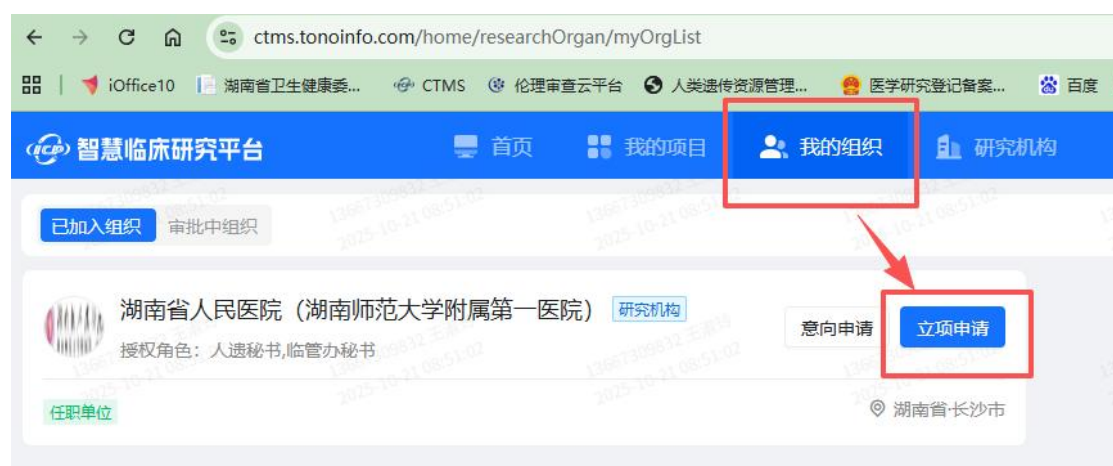 ctms.tonoinfo.com/home/researchOrgan/myOrgList
iOffice10 湖南省卫生健康委... CTMS 伦理审查云平台 人类遗传资源管理... 医学研究登记备案... 百度
智慧临床研究平台 首页 我的项目 我的组织 研究机构
已加入组织 审批中组织
湖南省人民医院（湖南师范大学附属第一医院） 研究机构
意向申请 立项申请
授权角色：人遗秘书,临管办秘书
任职单位 湖南省·长沙市